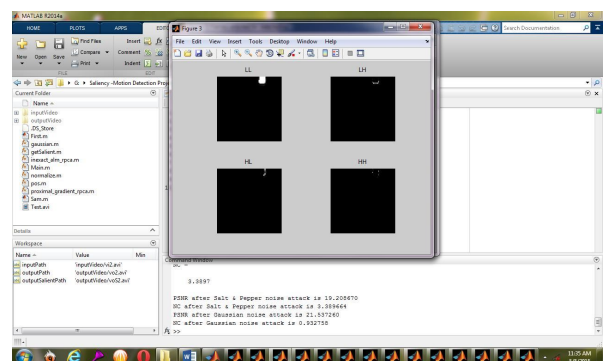 MATLAB R2014a
HOME PLOTS APPS
Search Documentation
New Open Save
Find Files
Compare
Print
Insert
Comment
Indent
FILE
Figure 3
File Edit View Insert Tools Desktop Window Help
LL LH
HL HH
G: Saliency -Motion Detection
Current Folder
Name
inputVideo
outputVideo
.DS_Store
First.m
gaussian.m
getSalient.m
inexact_alm_rpca.m
Main.m
normalize.m
pos.m
proximal_gradient_rpca.m
Sam.m
Test.avi
Details
Workspace
Name Value Min
inputPath 'inputVideo/vi2.avi'
outputPath 'outputVideo/vo2.avi'
outputSalientPath 'outputVideo/voS2.avi'
Command Window
NC =
3.3897
PSNR after Salt & Pepper noise attack is 19.208670
NC after Salt & Pepper noise attack is 3.389664
PSNR after Gaussian noise attack is 21.537260
NC after Gaussian noise attack is 0.932758
fx >>
11:35 AM